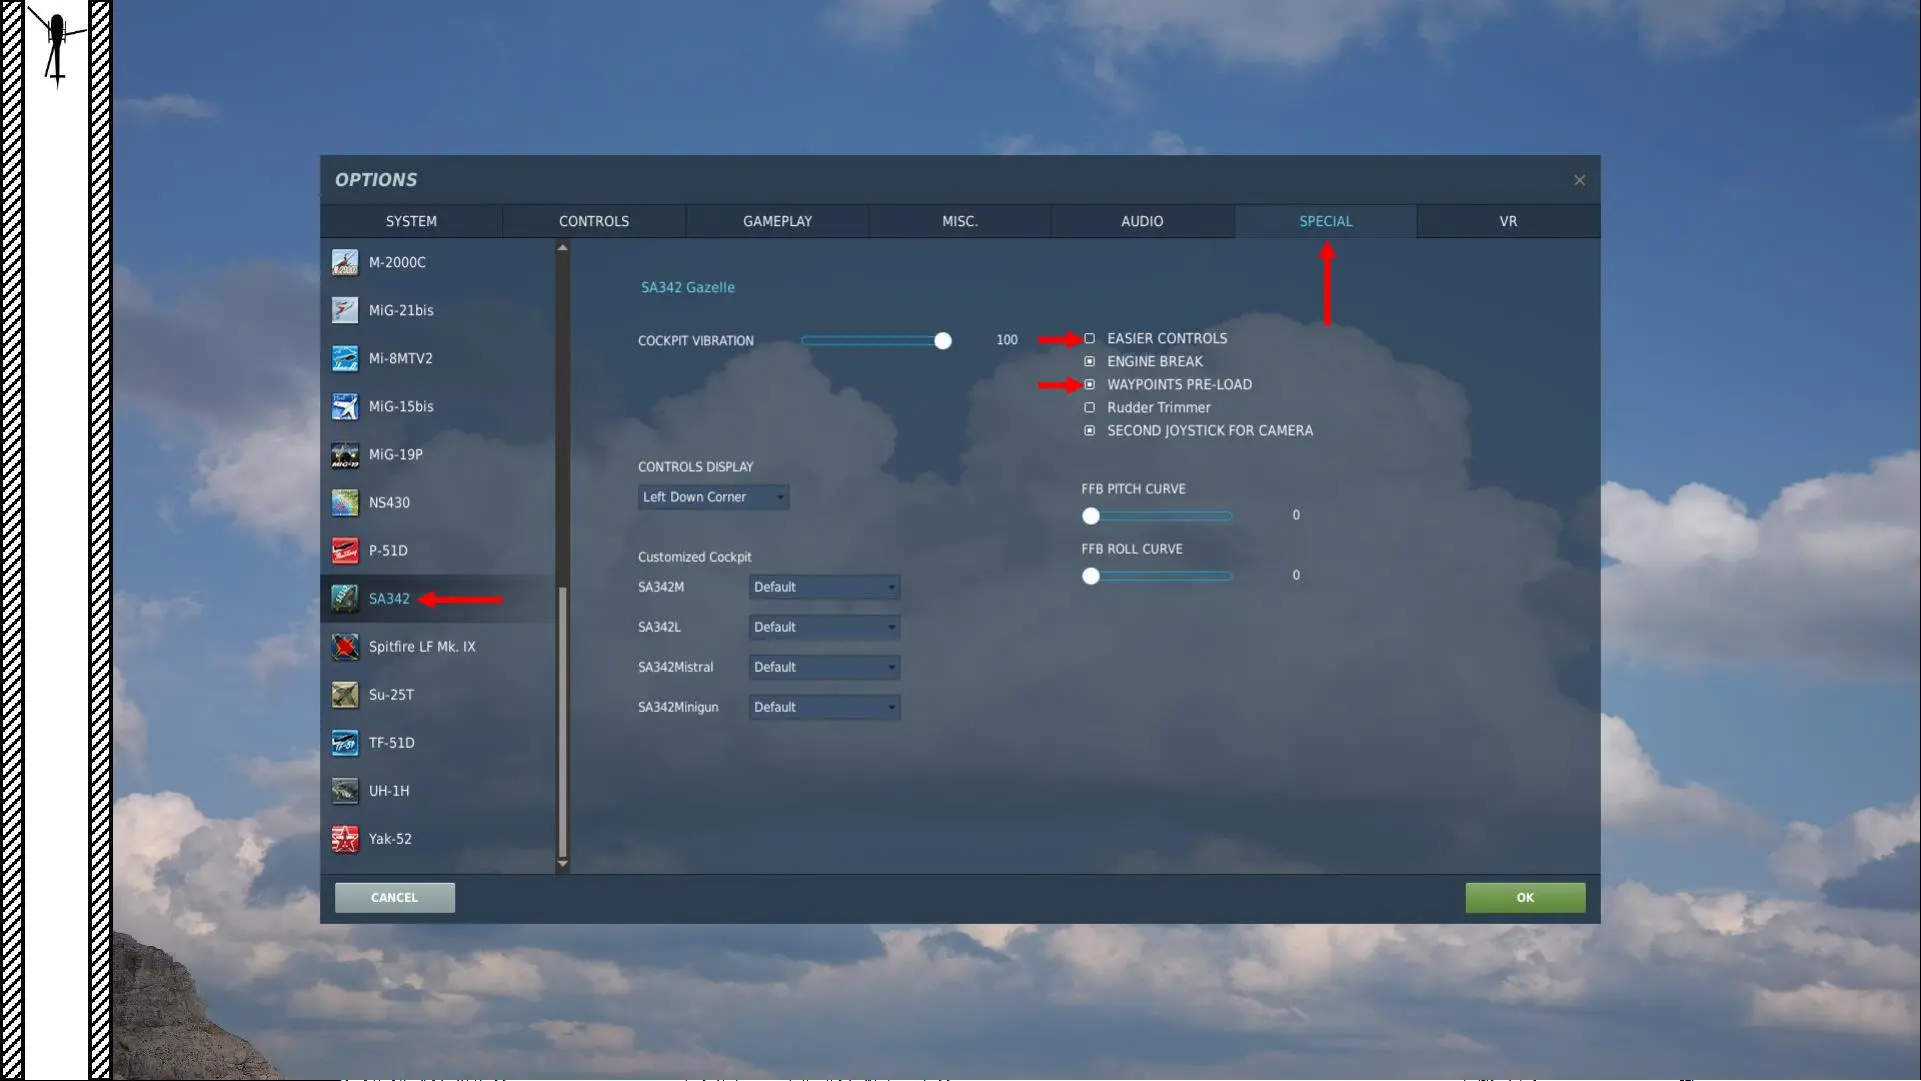 OPTIONS
SYSTEM CONTROLS GAMEPLAY MISC. AUDIO SPECIAL VR
M-2000C
MiG-21bis
Mi-8MTV2
MiG-15bis
MiG-19P
NS430
P-51D
SA342
Spitfire LF Mk. IX
Su-25T
TF-51D
UH-1H
Yak-52
SA342 Gazelle
COCKPIT VIBRATION 100
EASIER CONTROLS
ENGINE BREAK
WAYPOINTS PRE-LOAD
Rudder Trimmer
SECOND JOYSTICK FOR CAMERA
CONTROLS DISPLAY
Left Down Corner
FFB PITCH CURVE
0
FFB ROLL CURVE
0
Customized Cockpit
SA342M Default
SA342L Default
SA342Mistral Default
SA342Minigun Default
CANCEL OK